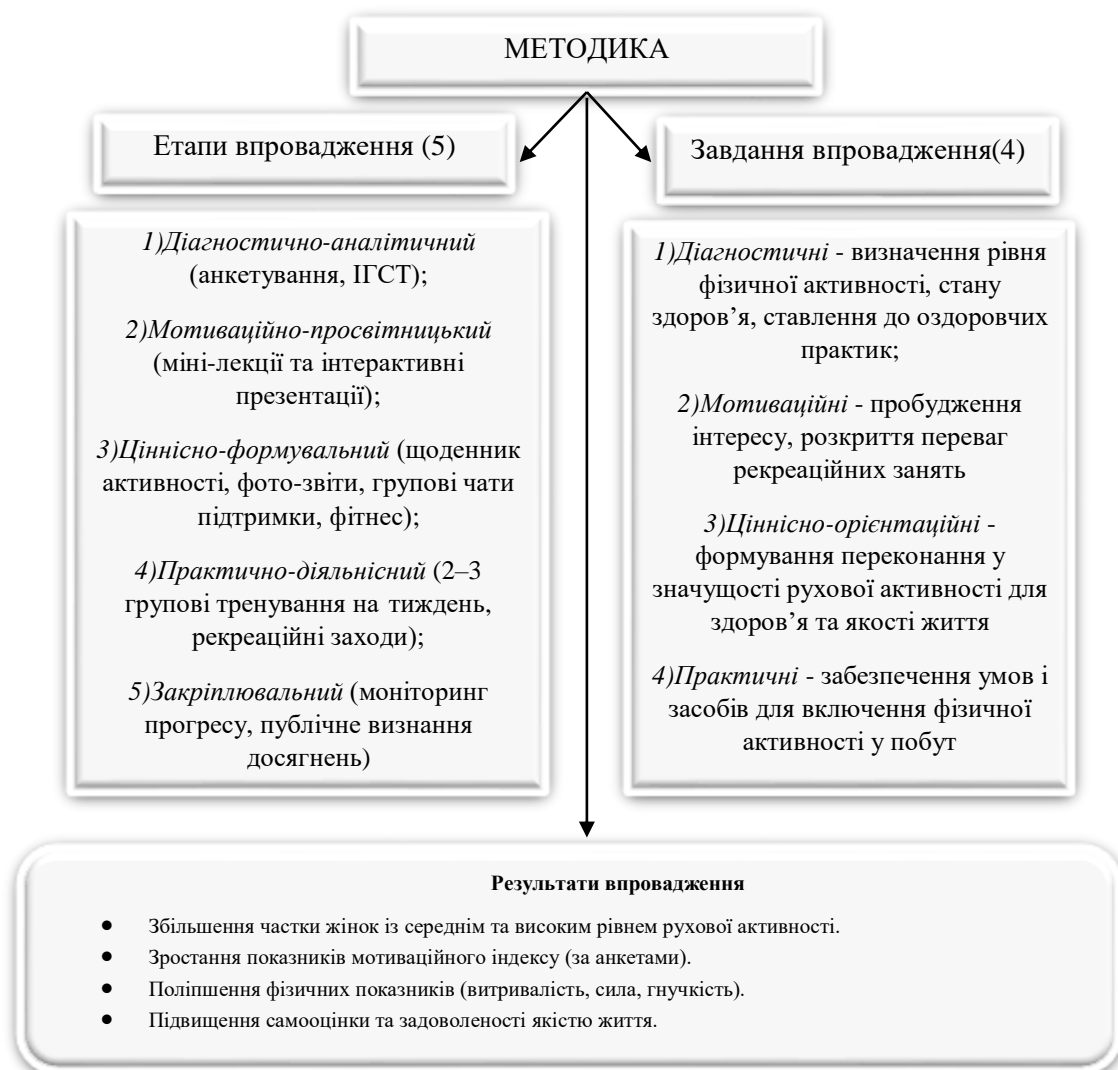 МЕТОДИКА
Етапи впровадження (5)
1)Діагностично-аналітичний
(анкетування, ІГСТ);
2)Мотиваційно-просвітницький
(міні-лекції та інтерактивні
презентації);
3)Ціннісно-формувальний (щоденник
активності, фото-звіти, групові чати
підтримки, фітнес);
4)Практично-діяльнісний (2–3
групові тренування на тиждень,
рекреаційні заходи);
5)Закріплювальний (моніторинг
прогресу, публічне визнання
досягнень)
Завдання впровадження(4)
1)Діагностичні - визначення рівня
фізичної активності, стану
здоров’я, ставлення до оздоровчих
практик;
2)Мотиваційні - пробудження
інтересу, розкриття переваг
рекреаційних занять
3)Ціннісно-орієнтаційні -
формування переконання у
значущості рухової активності для
здоров’я та якості життя
4)Практичні - забезпечення умов і
засобів для включення фізичної
активності у побут
Результати впровадження
• Збільшення частки жінок із середнім та високим рівнем рухової активності.
• Зростання показників мотиваційного індексу (за анкетами).
• Поліпшення фізичних показників (витривалість, сила, гнучкість).
• Підвищення самооцінки та задоволеності якістю життя.